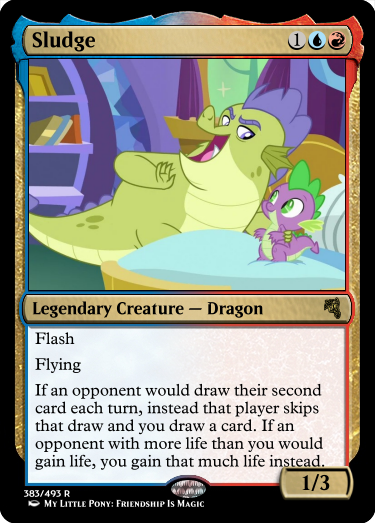 Sludge 1
Legendary Creature — Dragon
Flash
Flying
If an opponent would draw their second
card each turn, instead that player skips
that draw and you draw a card. If an
opponent with more life than you would
gain life, you gain that much life instead.
1/3
383/493 R
My Little Pony: Friendship Is Magic